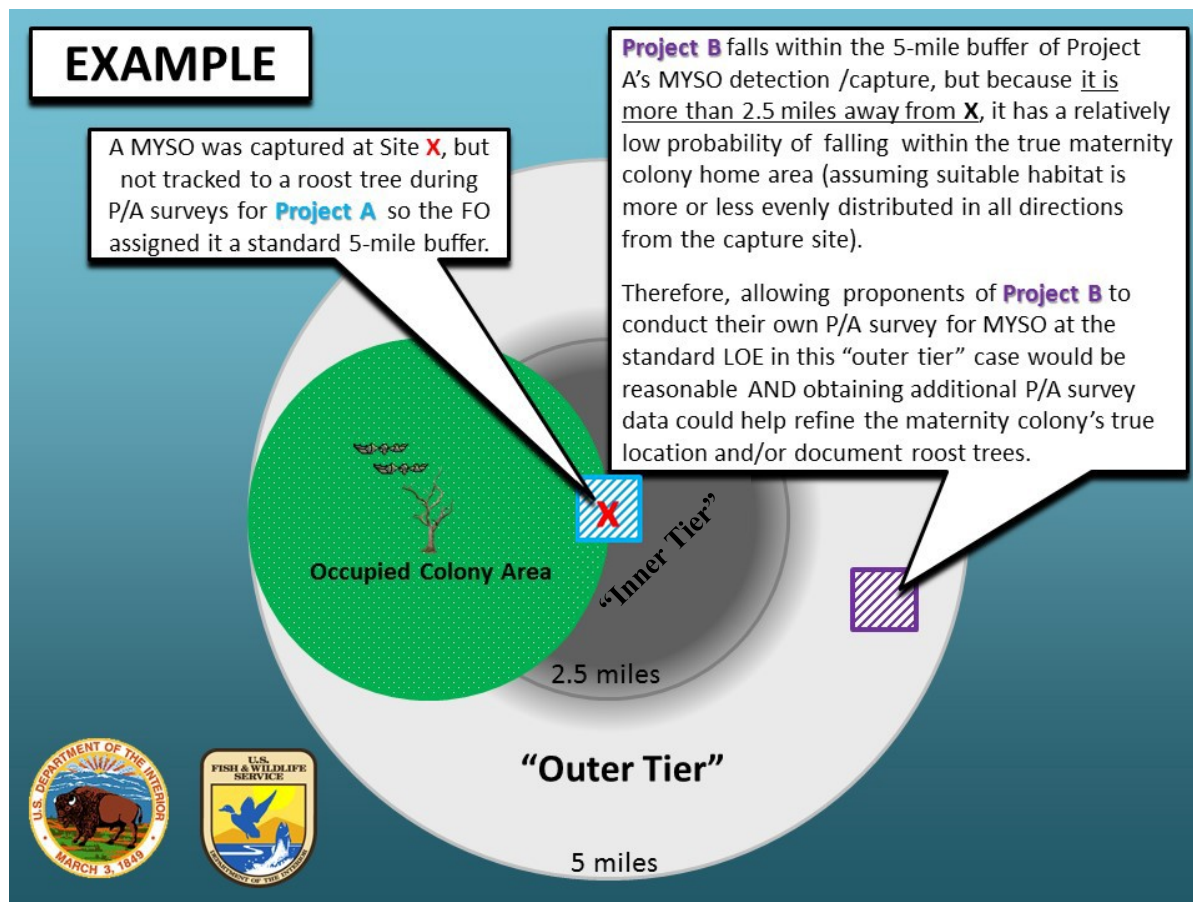 EXAMPLE
A MYSO was captured at Site X, but
not tracked to a roost tree during
P/A surveys for Project A so the FO
assigned it a standard 5-mile buffer.
Project B falls within the 5-mile buffer of Project
A’s MYSO detection /capture, but because it is
more than 2.5 miles away from X, it has a relatively
low probability of falling within the true maternity
colony home area (assuming suitable habitat is
more or less evenly distributed in all directions
from the capture site).
Therefore, allowing proponents of Project B to
conduct their own P/A survey for MYSO at the
standard LOE in this “outer tier” case would be
reasonable AND obtaining additional P/A survey
data could help refine the maternity colony’s true
location and/or document roost trees.
X
“Inner Tier”
Occupied Colony Area
2.5 miles
“Outer Tier”
5 miles
U.S. DEPARTMENT OF THE INTERIOR
MARCH 3, 1849
U.S.
FISH & WILDLIFE
SERVICE
DEPARTMENT OF THE INTERIOR